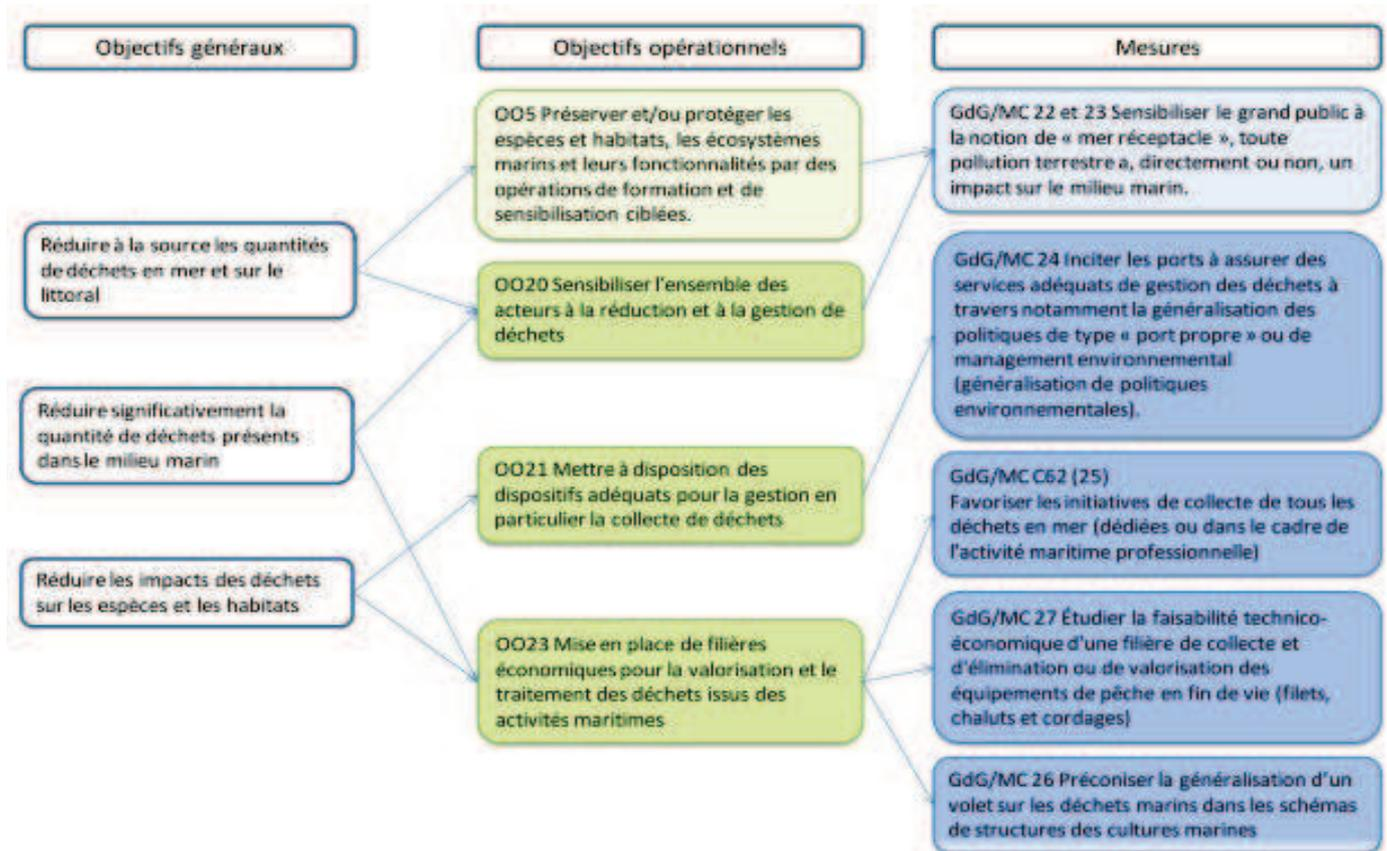 Objectifs généraux
Objectifs opérationnels
Mesures
Réduire à la source les quantités
de déchets en mer et sur le
littoral
Réduire significativement la
quantité de déchets présents
dans le milieu marin
Réduire les impacts des déchets
sur les espèces et les habitats
OO5 Préserver et/ou protéger les
espèces et habitats, les écosystèmes
marins et leurs fonctionnalités par des
opérations de formation et de
sensibilisation ciblées.
OO20 Sensibiliser l'ensemble des
acteurs à la réduction et à la gestion de
déchets
OO21 Mettre à disposition des
dispositifs adéquats pour la gestion en
particulier la collecte de déchets
OO23 Mise en place de filières
économiques pour la valorisation et le
traitement des déchets issus des
activités maritimes
GdG/MC 22 et 23 Sensibiliser le grand public à
la notion de « mer réceptacle », toute
pollution terrestre a, directement ou non, un
impact sur le milieu marin.
GdG/MC 24 Inciter les ports à assurer des
services adéquats de gestion des déchets à
travers notamment la généralisation des
politiques de type « port propre » ou de
management environnemental
(généralisation de politiques
environnementales).
GdG/MC C62 (25)
Favoriser les initiatives de collecte de tous les
déchets en mer (dédiées ou dans le cadre de
l'activité maritime professionnelle)
GdG/MC 27 Étudier la faisabilité technico-
économique d'une filière de collecte et
d'élimination ou de valorisation des
équipements de pêche en fin de vie (filets,
chaluts et cordages)
GdG/MC 26 Préconiser la généralisation d'un
volet sur les déchets marins dans les schémas
de structures des cultures marines